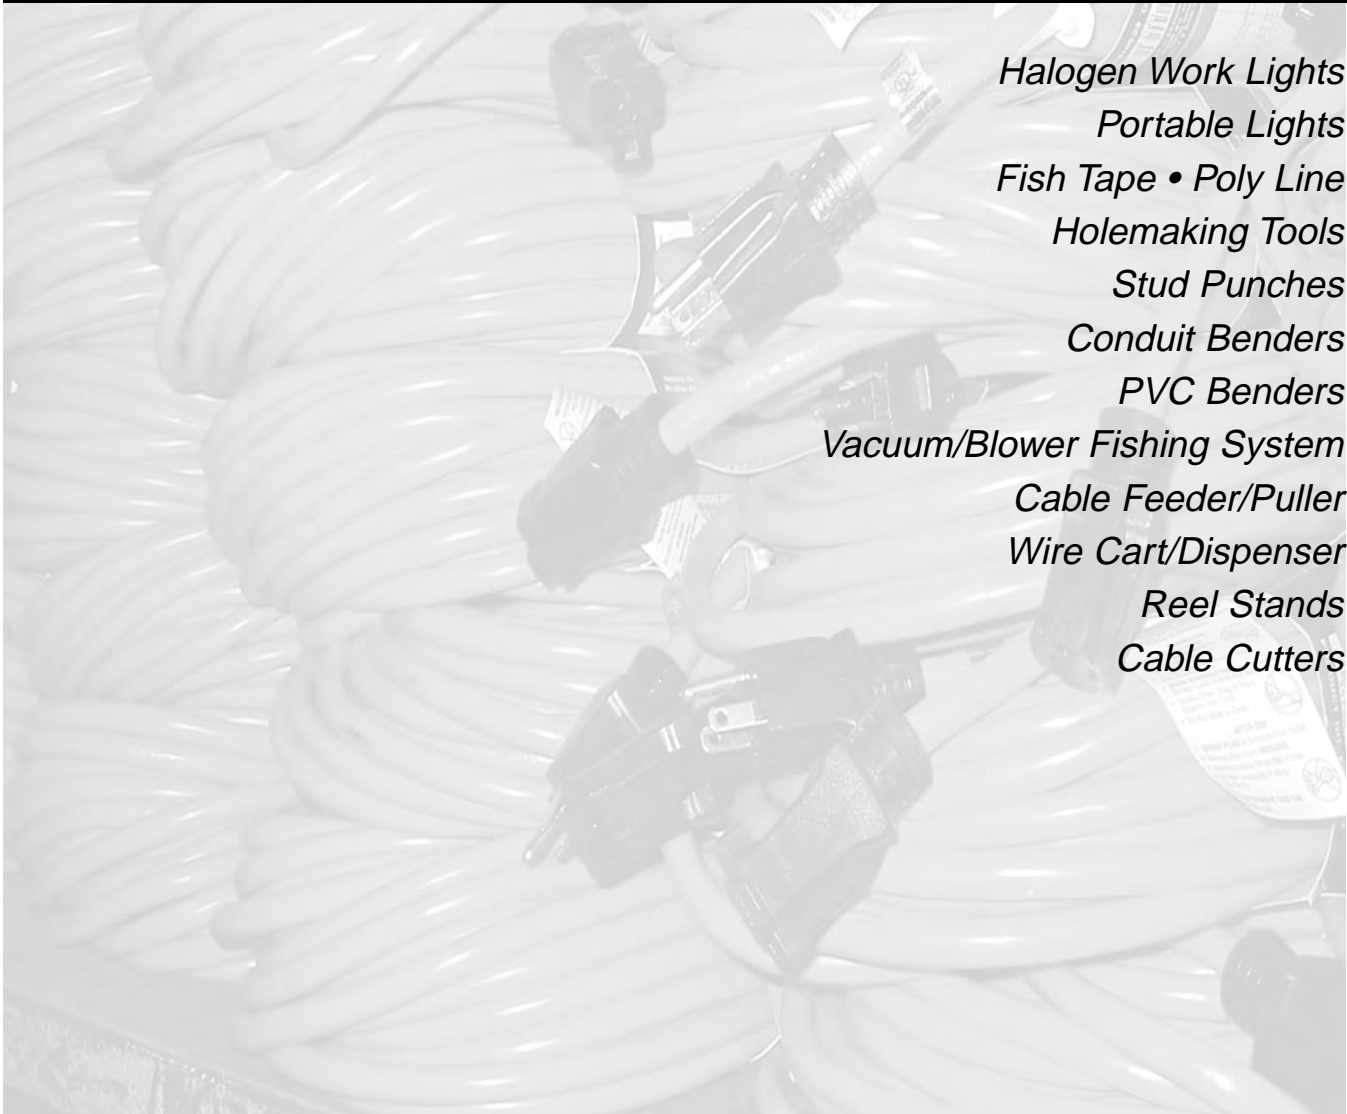 Halogen Work Lights
Portable Lights
Fish Tape • Poly Line
Holemaking Tools
Stud Punches
Conduit Benders
PVC Benders
Vacuum/Blower Fishing System
Cable Feeder/Puller
Wire Cart/Dispenser
Reel Stands
Cable Cutters